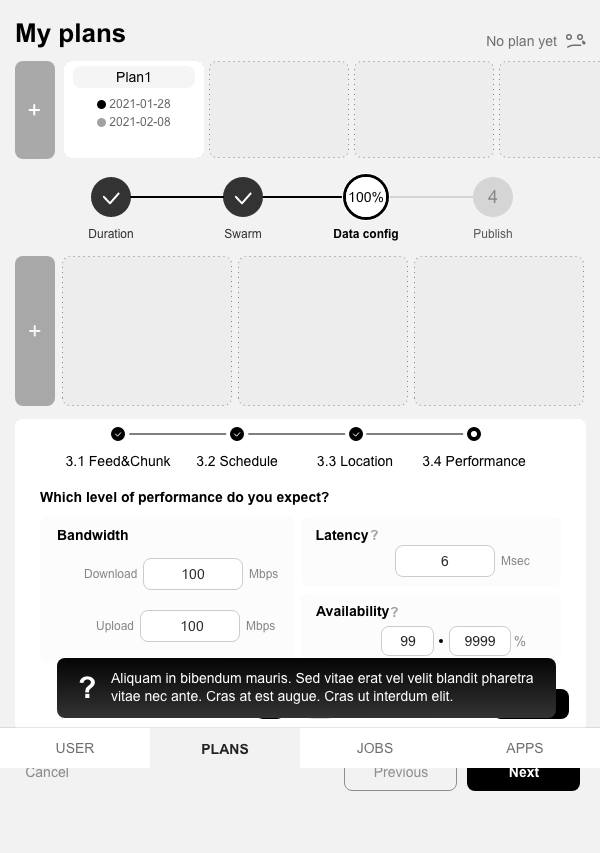 My plans
No plan yet
+
Plan1
2021-01-28
2021-02-08
100%
4
Duration
Swarm
Data config
Publish
+
3.1 Feed&Chunk
3.2 Schedule
3.3 Location
3.4 Performance
Which level of performance do you expect?
Bandwidth
Download
100
Mbps
Upload
100
Mbps
Latency ?
6
Msec
Availability ?
99 • 9999 %
? Aliquam in bibendum mauris. Sed vitae erat vel velit blandit pharetra
vitae nec ante. Cras at est augue. Cras ut interdum elit.
USER
PLANS
JOBS
APPS
Cancel
Previous
Next